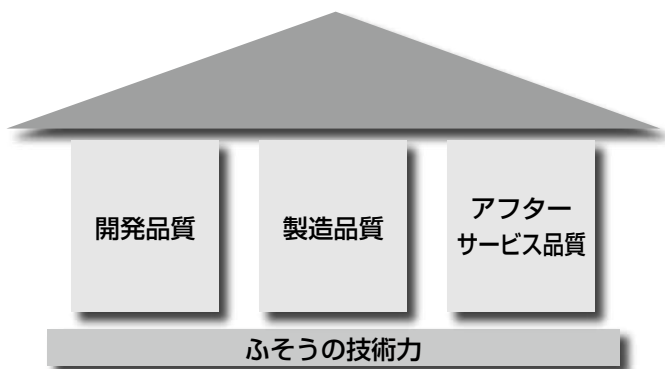 開発品質
製造品質
アフター
サービス品質
ふそうの技術力